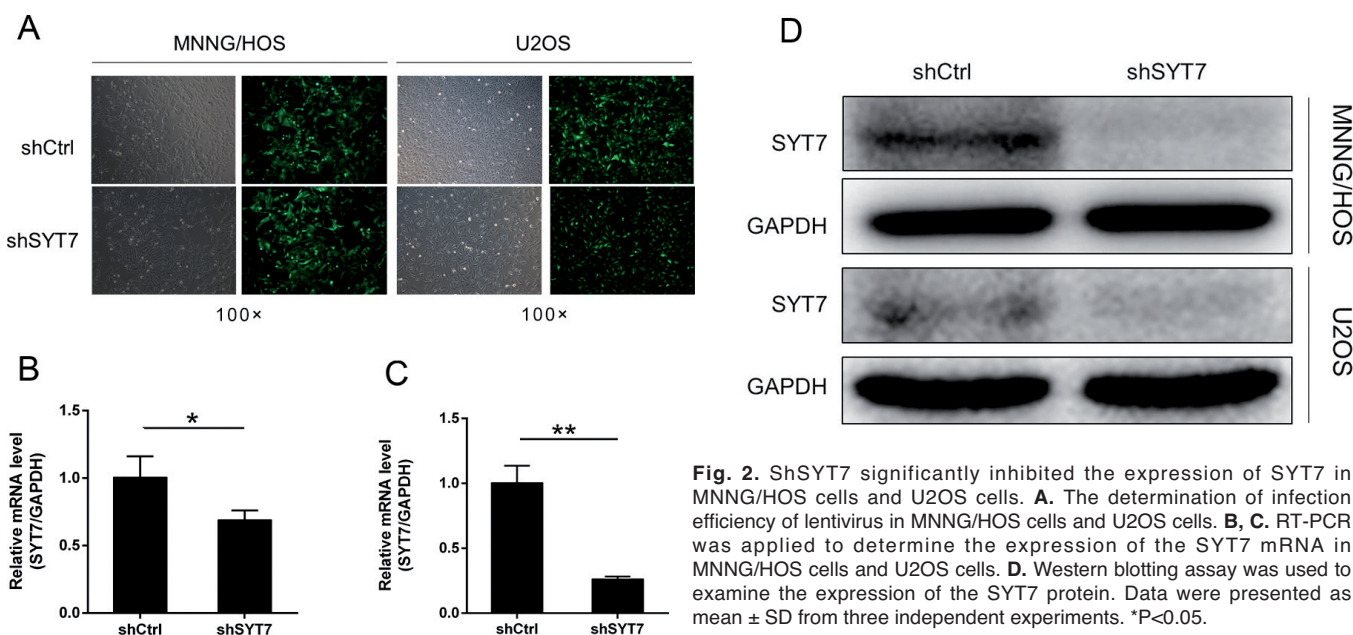 A
MNNG/HOS
U2OS
shCtrl
shSYT7
100×
100×
B
Relative mRNA level
(SYT7/GAPDH)
1.5
1.0
0.5
0.0
*
shCtrl
shSYT7
C
Relative mRNA level
(SYT7/GAPDH)
1.5
1.0
0.5
0.0
**
shCtrl
shSYT7
D
shCtrl
shSYT7
SYT7
GAPDH
MNNG/HOS
SYT7
GAPDH
U2OS
Fig. 2. ShSYT7 significantly inhibited the expression of SYT7 in
MNNG/HOS cells and U2OS cells. A. The determination of infection
efficiency of lentivirus in MNNG/HOS cells and U2OS cells. B, C. RT-PCR
was applied to determine the expression of the SYT7 mRNA in
MNNG/HOS cells and U2OS cells. D. Western blotting assay was used to
examine the expression of the SYT7 protein. Data were presented as
mean ± SD from three independent experiments. *P<0.05.